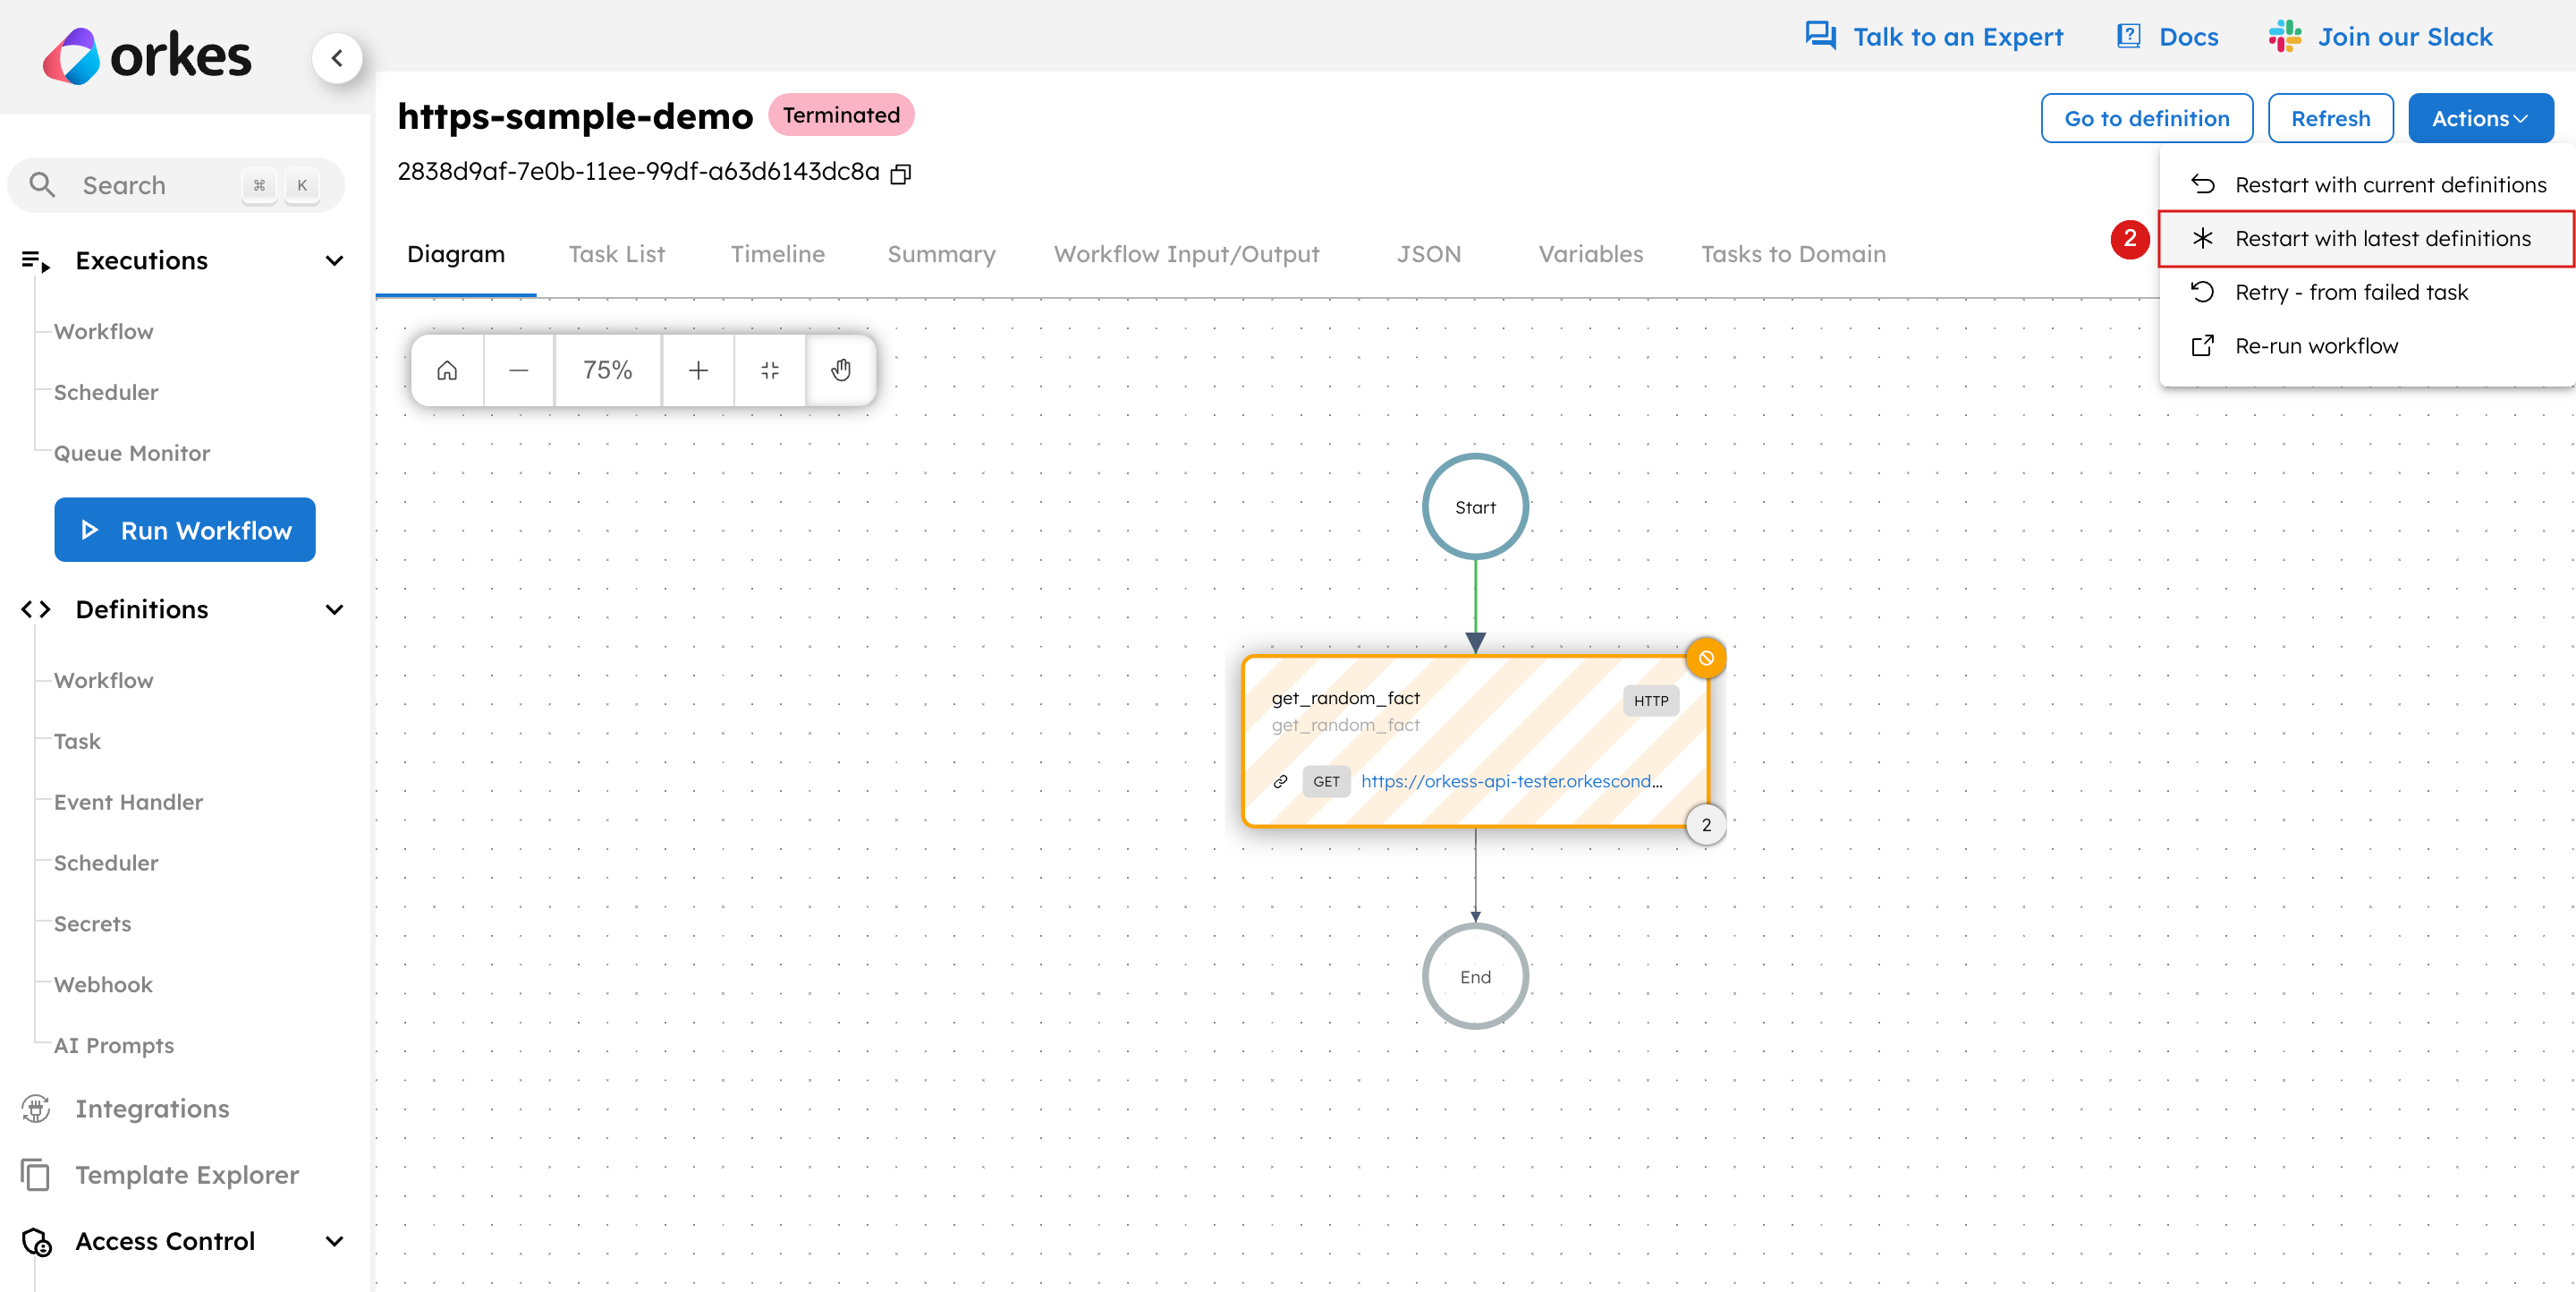 orkes
Talk to an Expert
Docs
Join our Slack
Search
⌘ K
Executions
Workflow
Scheduler
Queue Monitor
Run Workflow
Definitions
Workflow
Task
Event Handler
Scheduler
Secrets
Webhook
AI Prompts
Integrations
Template Explorer
Access Control
https-sample-demo
Terminated
2838d9af-7e0b-11ee-99df-a63d6143dc8a
Go to definition
Refresh
Actions
Restart with current definitions
2
Restart with latest definitions
Retry - from failed task
Re-run workflow
Diagram
Task List
Timeline
Summary
Workflow Input/Output
JSON
Variables
Tasks to Domain
75%
Start
get_random_fact
HTTP
get_random_fact
GET https://orkess-api-tester.orkescond...
2
End